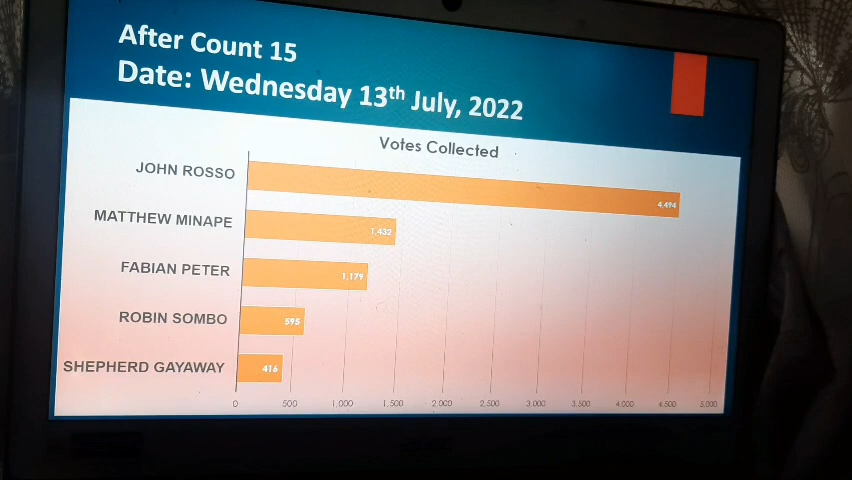 After Count 15
Date: Wednesday 13th July, 2022
Votes Collected
JOHN ROSSO
4,494
MATTHEW MINAPE
1,432
FABIAN PETER
1,179
ROBIN SOMBO
595
SHEPHERD GAYAWAY
416
0 500 1,000 1,500 2,000 2,500 3,000 3,500 4,000 4,500 5,000